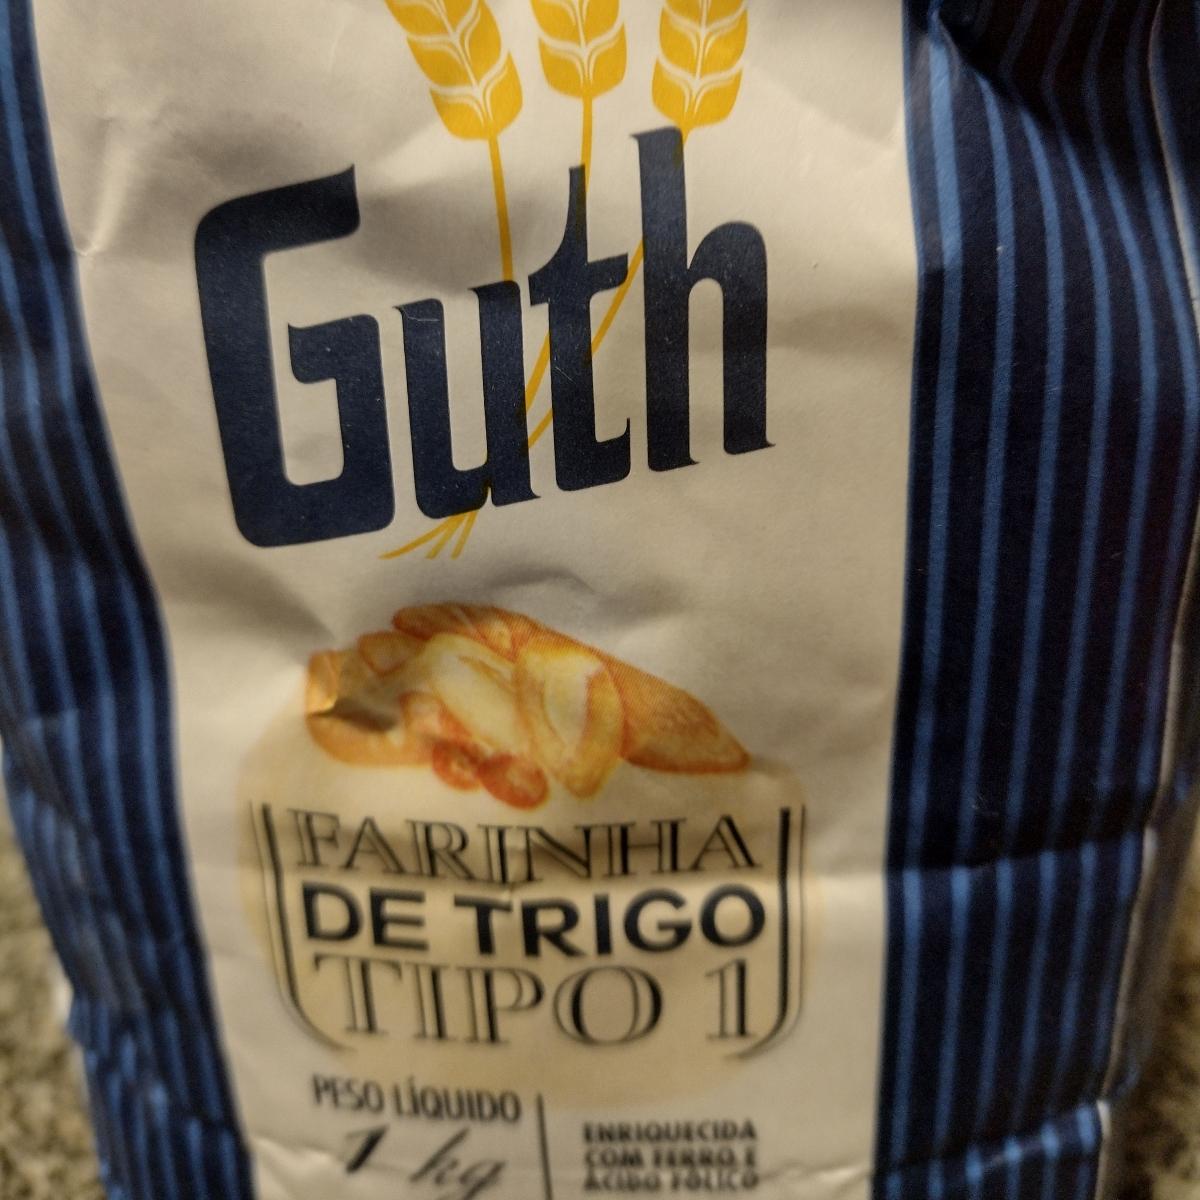 Guth
FARINHA
DE TRIGO
TIPO 1
PESO LÍQUIDO
1 kg
ENRIQUECIDA
COM FERRO E
ÁCIDO FÓLICO